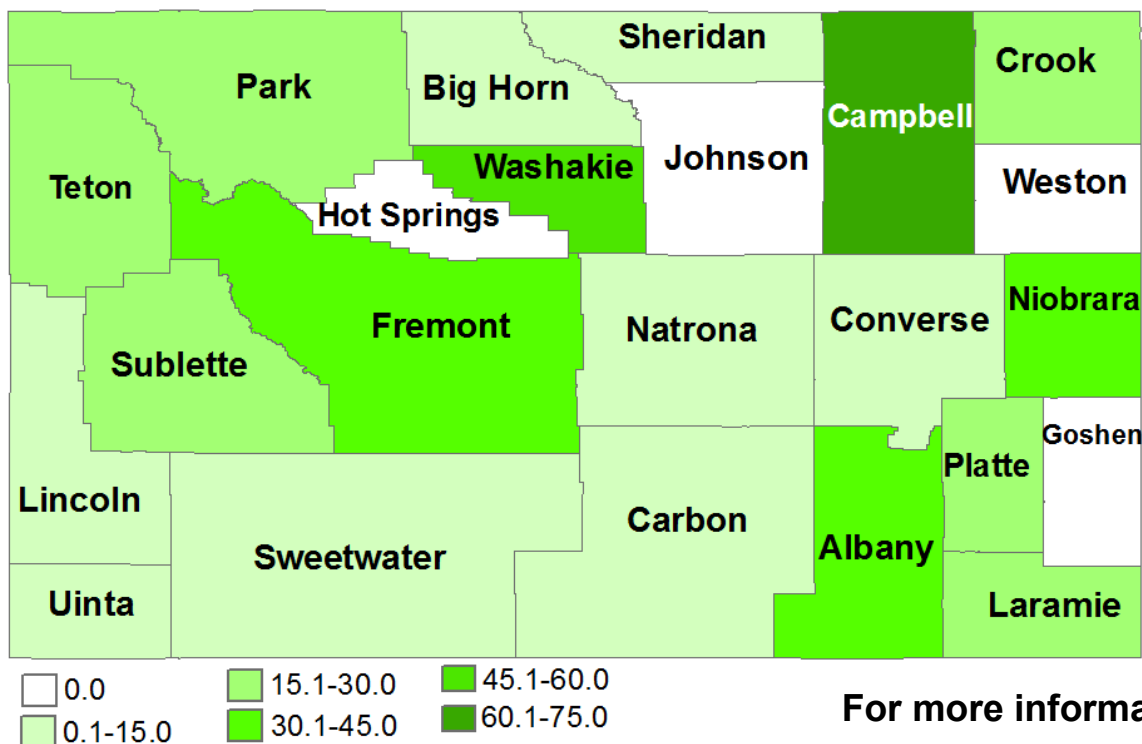 Sheridan
Crook
Park
Big Horn
Campbell
Washakie
Johnson
Teton
Weston
Hot Springs
Niobrara
Fremont
Natrona
Converse
Sublette
Goshen
Platte
Lincoln
Carbon
Albany
Sweetwater
Uinta
Laramie
0.0
15.1-30.0
45.1-60.0
0.1-15.0
30.1-45.0
60.1-75.0
For more informa